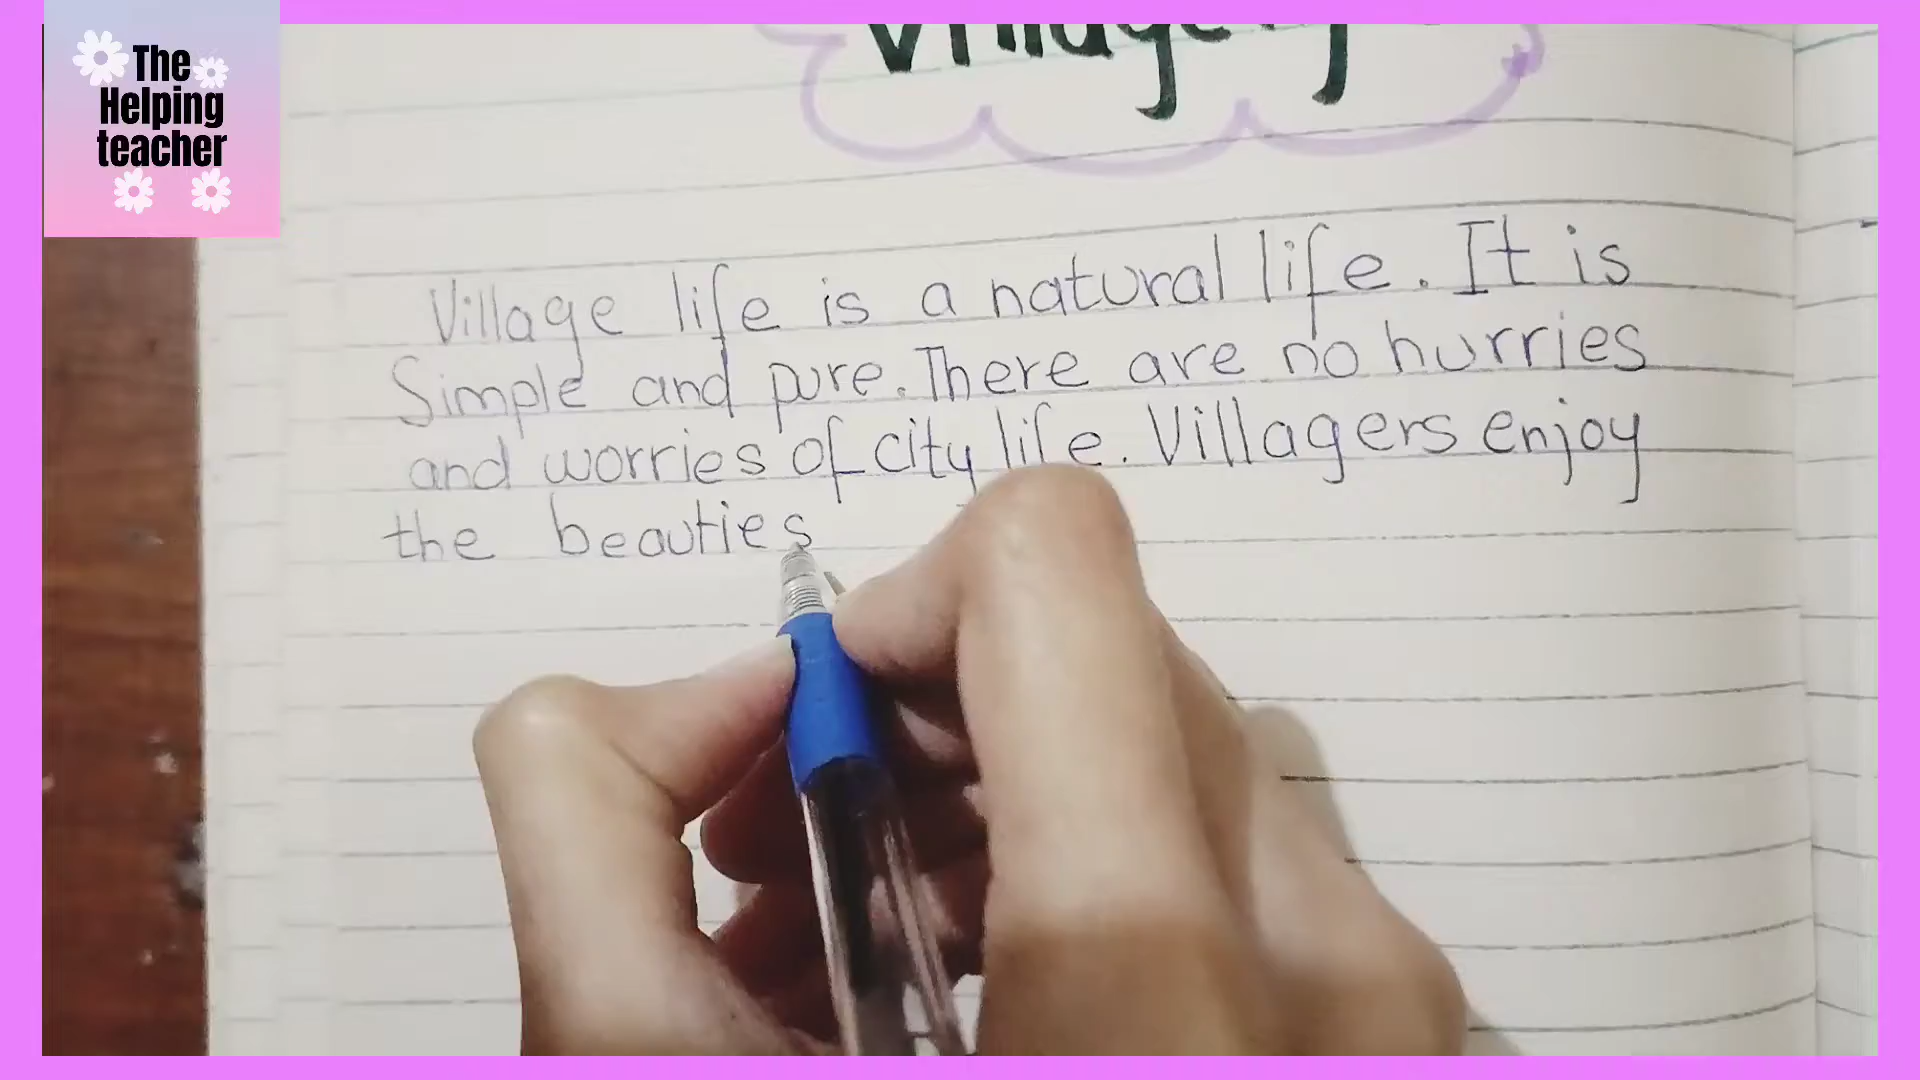 The
Helping
teacher
Village life is a natural life. It is
Simple and pure. There are no hurries
and worries of city life. Villagers enjoy
the beauties